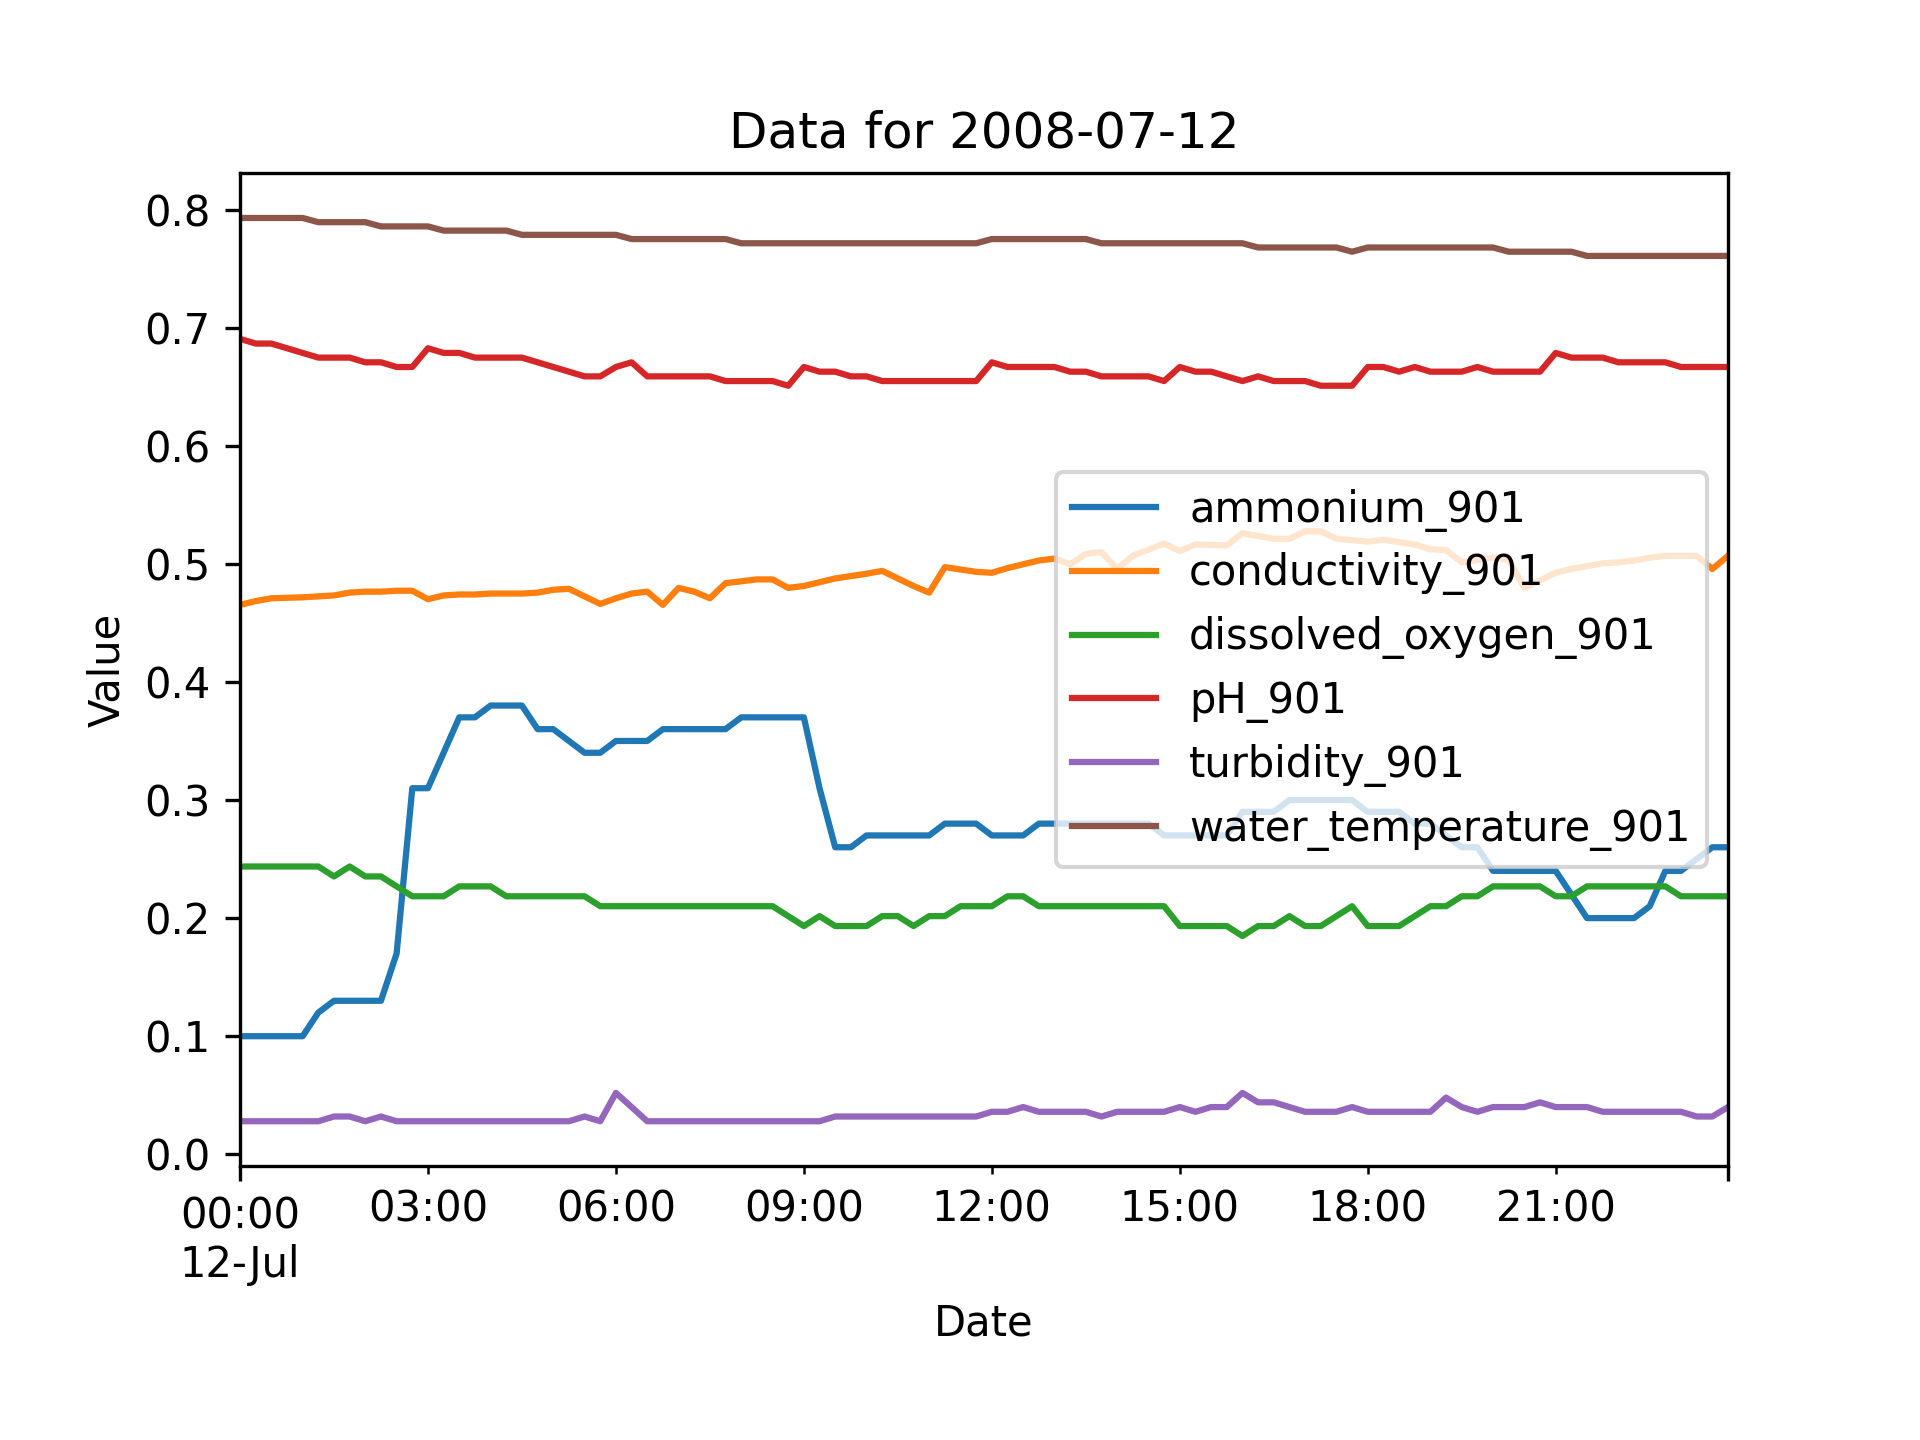 Data for 2008-07-12
0.8
0.7
0.6
0.5
0.4
0.3
0.2
0.1
0.0
Value
ammonium_901
conductivity_901
dissolved_oxygen_901
pH_901
turbidity_901
water_temperature_901
00:00 03:00 06:00 09:00 12:00 15:00 18:00 21:00
12-Jul
Date